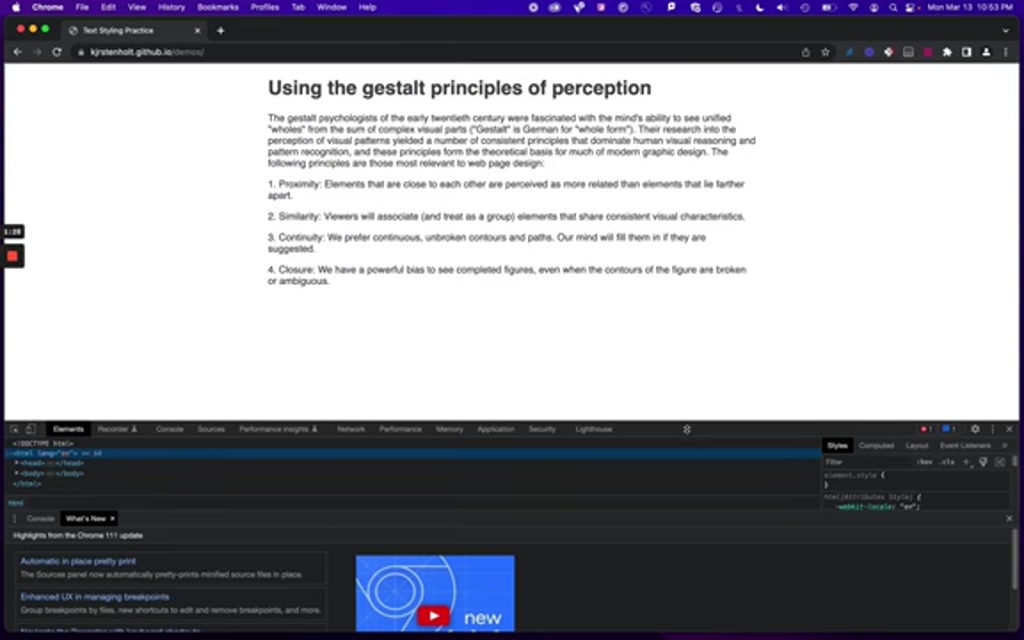 Chrome File Edit View History Bookmarks Profiles Tab Window Help Mon Mar 13 10:53 PM
Text Styling Practice
kjrstenholt.github.io/demos/
Using the gestalt principles of perception
The gestalt psychologists of the early twentieth century were fascinated with the mind's ability to see unified
"wholes" from the sum of complex visual parts ("Gestalt" is German for "whole form"). Their research into the
perception of visual patterns yielded a number of consistent principles that dominate human visual reasoning and
pattern recognition, and these principles form the theoretical basis for much of modern graphic design. The
following principles are those most relevant to web page design:
1. Proximity: Elements that are close to each other are perceived as more related than elements that lie farther
apart.
2. Similarity: Viewers will associate (and treat as a group) elements that share consistent visual characteristics.
3. Continuity: We prefer continuous, unbroken contours and paths. Our mind will fill them in if they are
suggested.
4. Closure: We have a powerful bias to see completed figures, even when the contours of the figure are broken
or ambiguous.
Elements Recorder Console Sources Performance insights Network Performance Memory Application Security Lighthouse
<!DOCTYPE html>
<html lang="en"> == $0
<head>…</head>
<body>…</body>
</html>
html
Styles Computed Layout Event Listeners
Filter :hov .cls
element.style {
}
html[Attributes Style] {
-webkit-locale: "en";
Console What's New
Highlights from the Chrome 111 update
Automatic in place pretty print
The Sources panel now automatically pretty-prints minified source files in place.
Enhanced UX in managing breakpoints
Group breakpoints by files, new shortcuts to edit and remove breakpoints, and more.
new